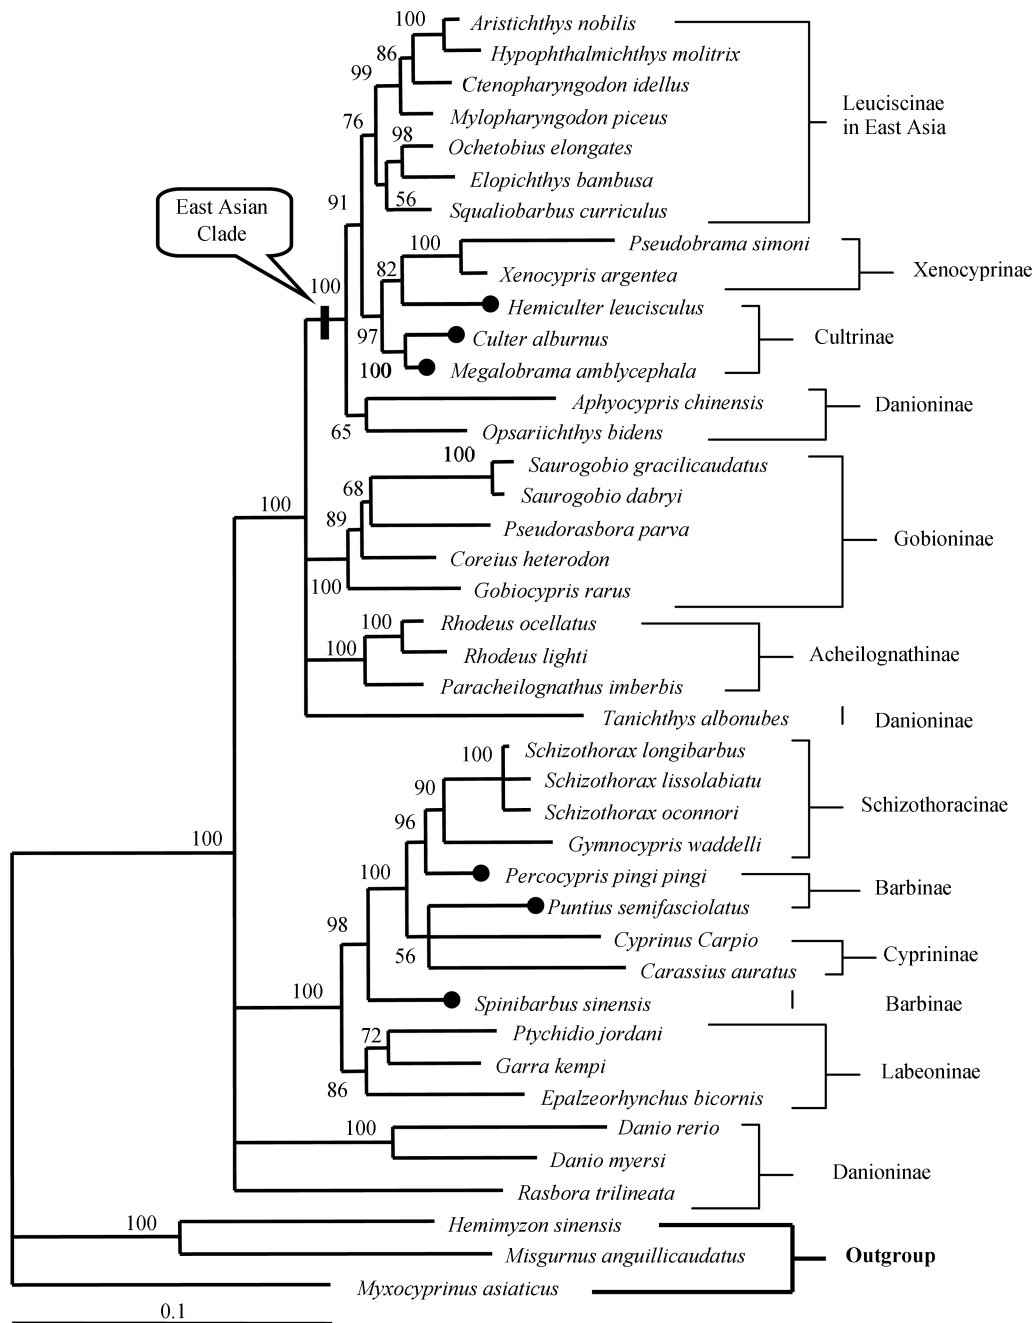 100
Aristichthys nobilis
86
Hypophthalmichthys molitrix
99
Ctenopharyngodon idellus
Leuciscinae
in East Asia
76
Mylopharyngodon piceus
98
Ochetobius elongates
Elopichthys bambusa
91
56
Squaliobarbus curriculus
East Asian
Clade
100
Pseudobrama simoni
82
Xenocypris argentea
Xenocyprinae
100
Hemiculter leucisculus
97
Culter alburnus
Cultrinae
100
Megalobrama amblycephala
Aphyocypris chinensis
Danioninae
65
Opsariichthys bidens
100
Saurogobio gracilicaudatus
68
Saurogobio dabryi
100
89
Pseudorasbora parva
Gobioninae
Coreius heterodon
100
Gobiocypris rarus
100
Rhodeus ocellatus
100
Rhodeus lighti
Acheilognathinae
Paracheilognathus imberbis
Tanichthys albonubes
Danioninae
100
Schizothorax longibarbus
90
Schizothorax lissolabiatu
Schizothoracinae
96
Schizothorax oconnori
100
Gymnocypris waddelli
100
Percocypris pingi pingi
Barbinae
98
Puntius semifasciolatus
Cyprinus Carpio
56
Cyprininae
Carassius auratus
100
Spinibarbus sinensis
Barbinae
72
Ptychidio jordani
Garra kempi
Labeoninae
86
Epalzeorhynchus bicornis
100
Danio rerio
Danio myersi
Danioninae
Rasbora trilineata
100
Hemimyzon sinensis
Misgurnus anguillicaudatus
Outgroup
Myxocyprinus asiaticus
0.1